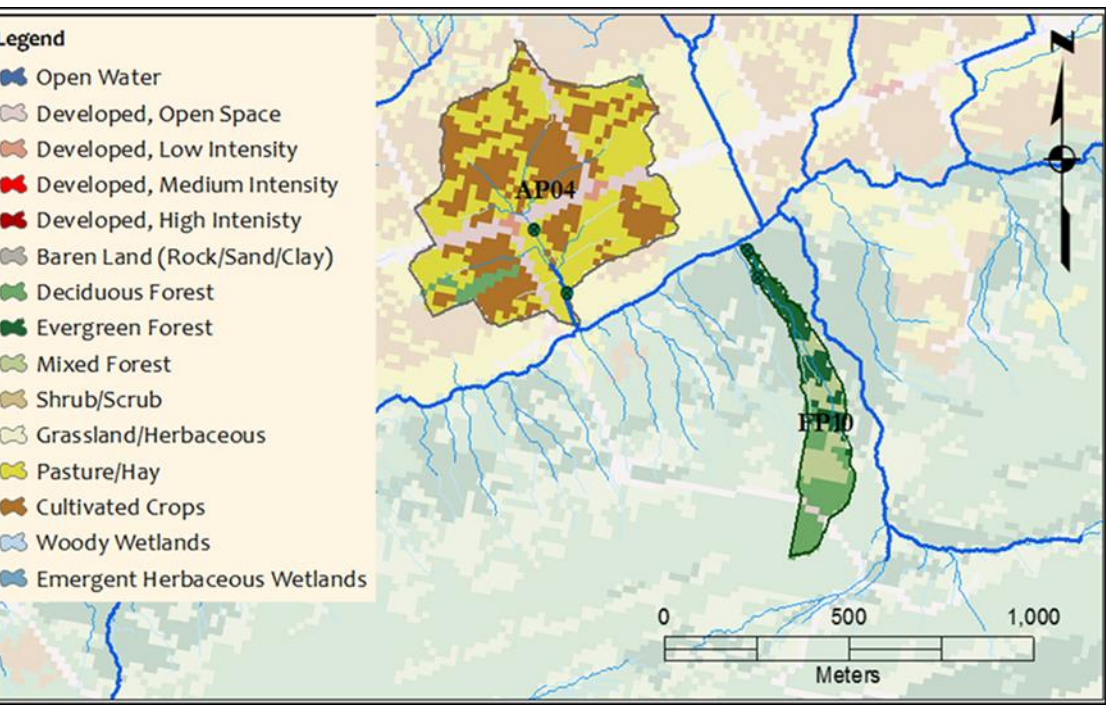 Legend
Open Water
Developed, Open Space
Developed, Low Intensity
Developed, Medium Intensity
Developed, High Intenisty
Baren Land (Rock/Sand/Clay)
Deciduous Forest
Evergreen Forest
Mixed Forest
Shrub/Scrub
Grassland/Herbaceous
Pasture/Hay
Cultivated Crops
Woody Wetlands
Emergent Herbaceous Wetlands
N
AP04
FP10
0 500 1,000
Meters